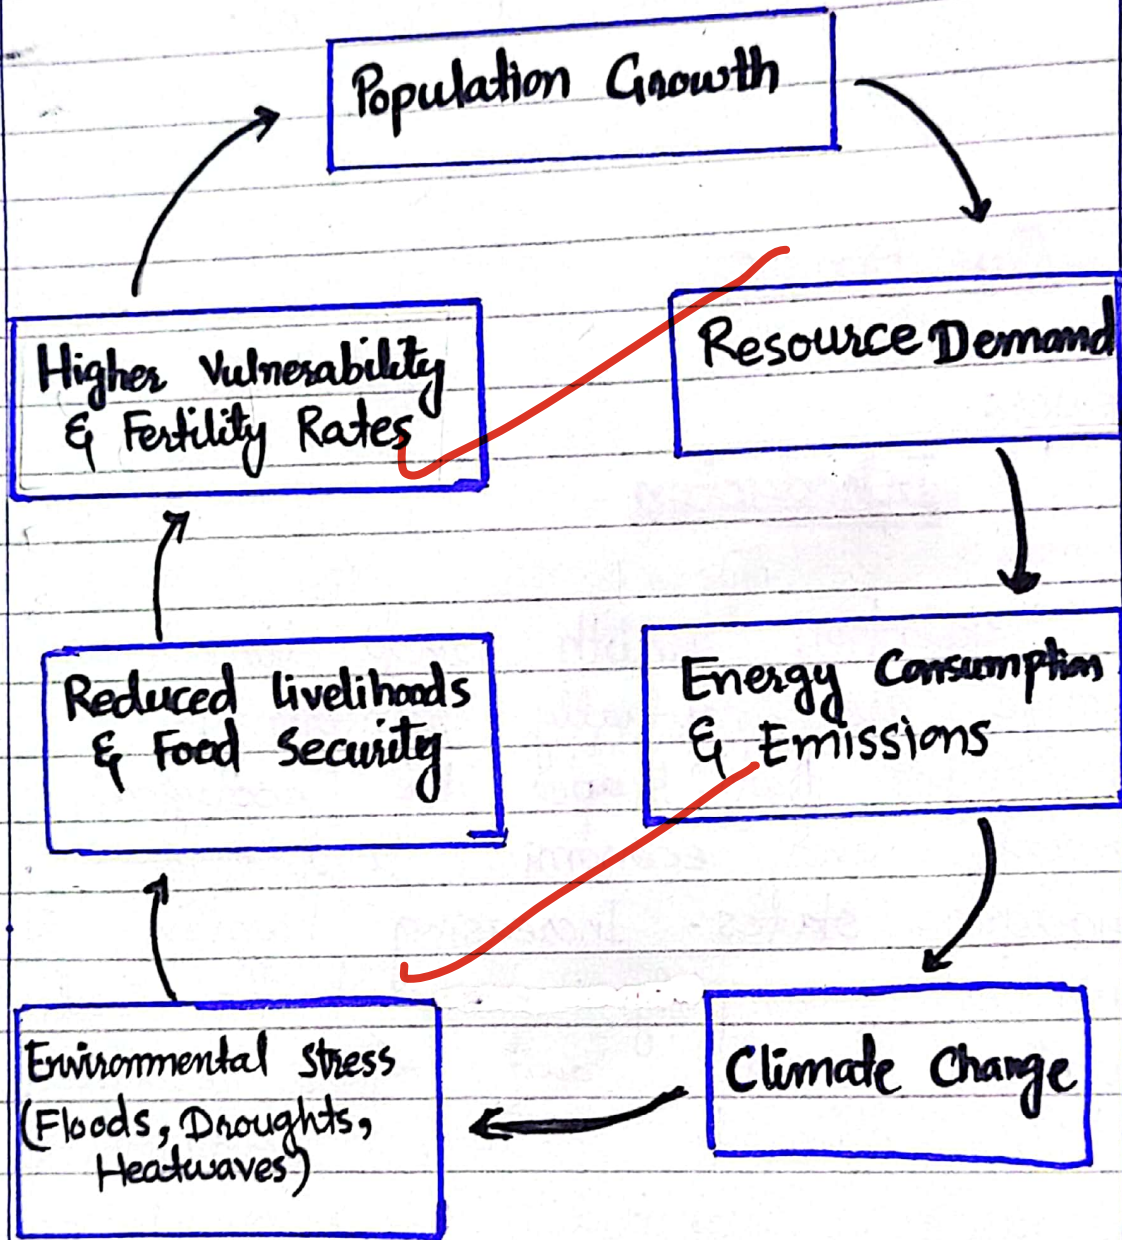 Population Growth
Resource Demand
Energy Consumption
& Emissions
Climate Change
Environmental Stress
(Floods, Droughts,
Heatwaves)
Reduced livelihoods
& Food Security
Higher Vulnerability
& Fertility Rates